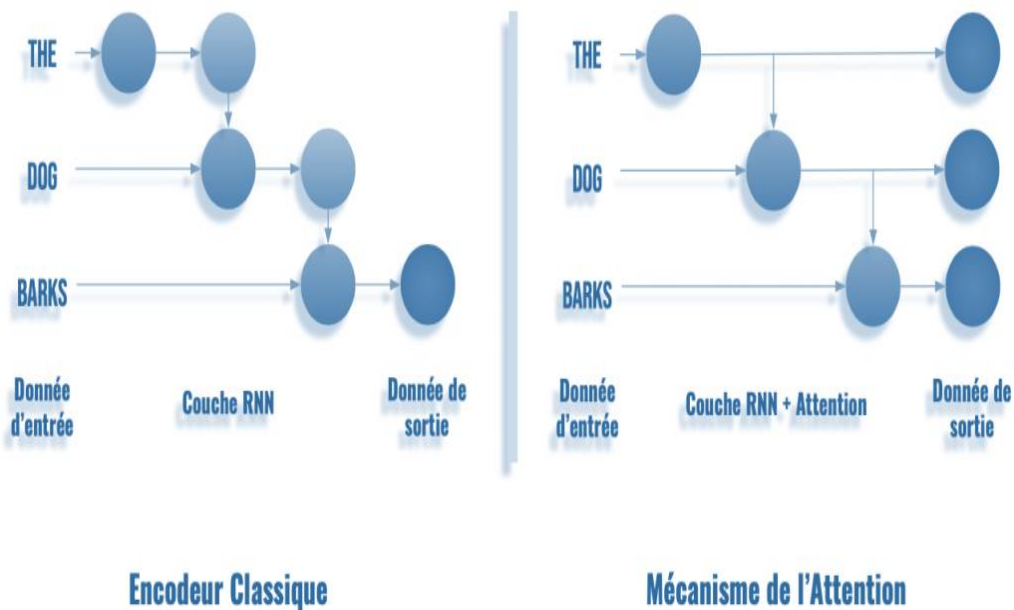 THE
DOG
BARKS
Donnée
d'entrée
Couche RNN
Donnée de
sortie
Encodeur Classique
THE
DOG
BARKS
Donnée
d'entrée
Couche RNN + Attention
Donnée de
sortie
Mécanisme de l'Attention